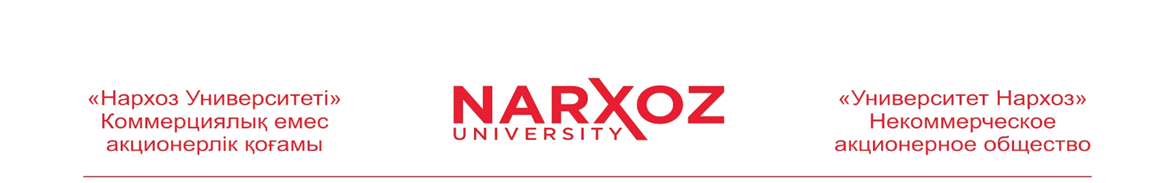 «Нархоз Университеті»
Коммерциялық емес
акционерлік қоғамы
NARXOZ
UNIVERSITY
«Университет Нархоз»
Некоммерческое
акционерное общество